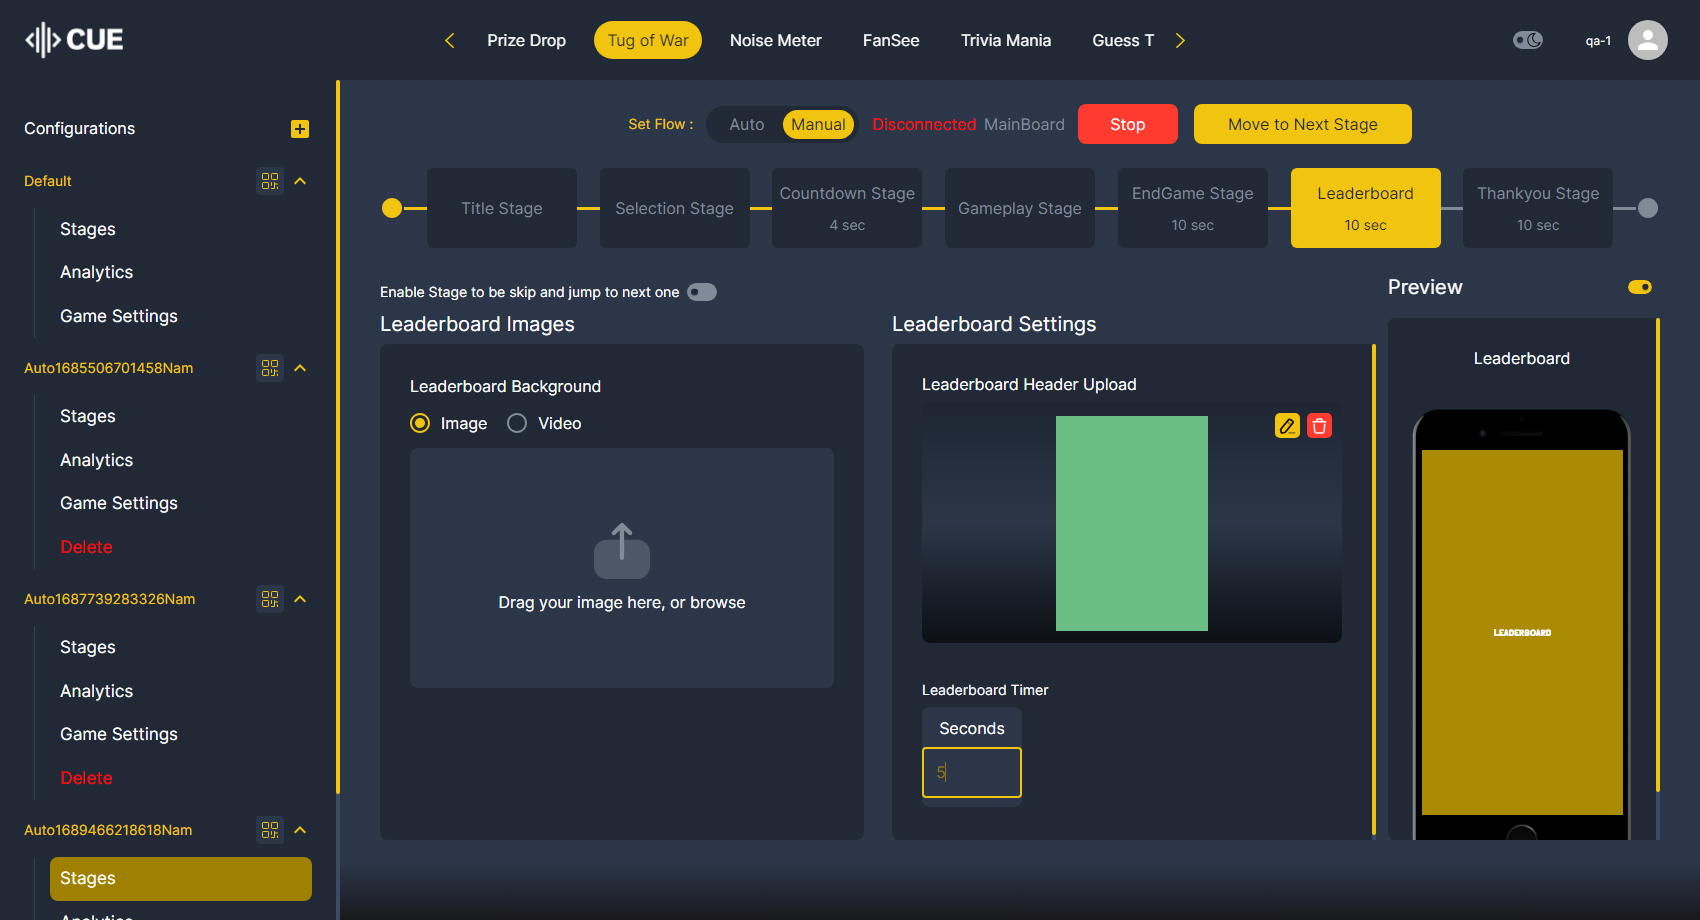 CUE
Prize Drop
Tug of War
Noise Meter
FanSee
Trivia Mania
Guess T
qa-1
Configurations
Default
Stages
Analytics
Game Settings
Auto1685506701458Nam
Stages
Analytics
Game Settings
Delete
Auto1687739283326Nam
Stages
Analytics
Game Settings
Delete
Auto1689466218618Nam
Stages
Analytics
Set Flow :
Auto
Manual
Disconnected MainBoard
Stop
Move to Next Stage
Title Stage
Selection Stage
Countdown Stage
4 sec
Gameplay Stage
EndGame Stage
10 sec
Leaderboard
10 sec
Thankyou Stage
10 sec
Enable Stage to be skip and jump to next one
Leaderboard Images
Leaderboard Background
Image
Video
Drag your image here, or browse
Leaderboard Settings
Leaderboard Header Upload
Leaderboard Timer
Seconds
5
Preview
Leaderboard
LEADERBOARD